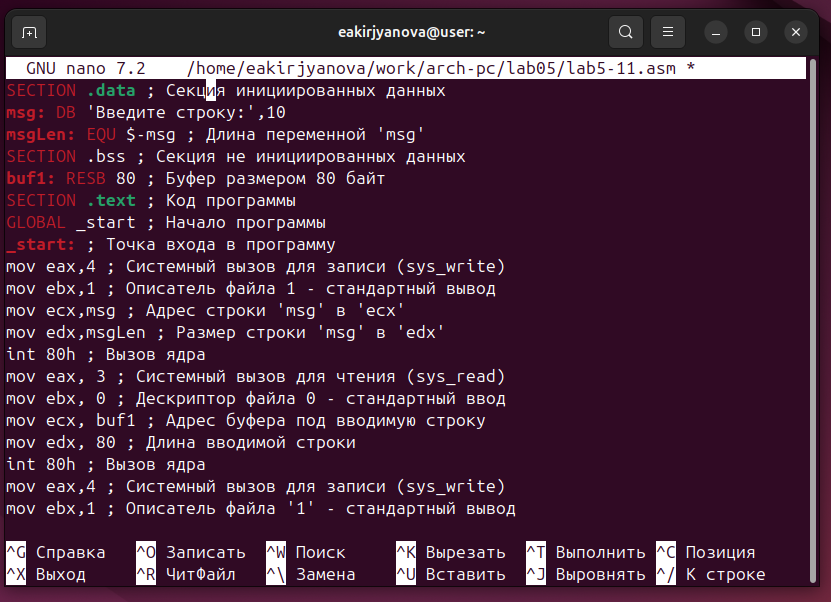 eakirjyanova@user: ~
GNU nano 7.2 /home/eakirjyanova/work/arch-pc/lab05/lab5-11.asm *
SECTION .data ; Секция инициированных данных
msg: DB 'Введите строку:',10
msgLen: EQU $-msg ; Длина переменной 'msg'
SECTION .bss ; Секция не инициированных данных
buf1: RESB 80 ; Буфер размером 80 байт
SECTION .text ; Код программы
GLOBAL _start ; Начало программы
_start: ; Точка входа в программу
mov eax,4 ; Системный вызов для записи (sys_write)
mov ebx,1 ; Описатель файла 1 - стандартный вывод
mov ecx,msg ; Адрес строки 'msg' в 'ecx'
mov edx,msgLen ; Размер строки 'msg' в 'edx'
int 80h ; Вызов ядра
mov eax, 3 ; Системный вызов для чтения (sys_read)
mov ebx, 0 ; Дескриптор файла 0 - стандартный ввод
mov ecx, buf1 ; Адрес буфера под вводимую строку
mov edx, 80 ; Длина вводимой строки
int 80h ; Вызов ядра
mov eax,4 ; Системный вызов для записи (sys_write)
mov ebx,1 ; Описатель файла '1' - стандартный вывод
^G Справка ^O Записать ^W Поиск ^K Вырезать ^T Выполнить ^C Позиция
^X Выход ^R ЧитФайл ^\ Замена ^U Вставить ^J Выровнять ^/ К строке